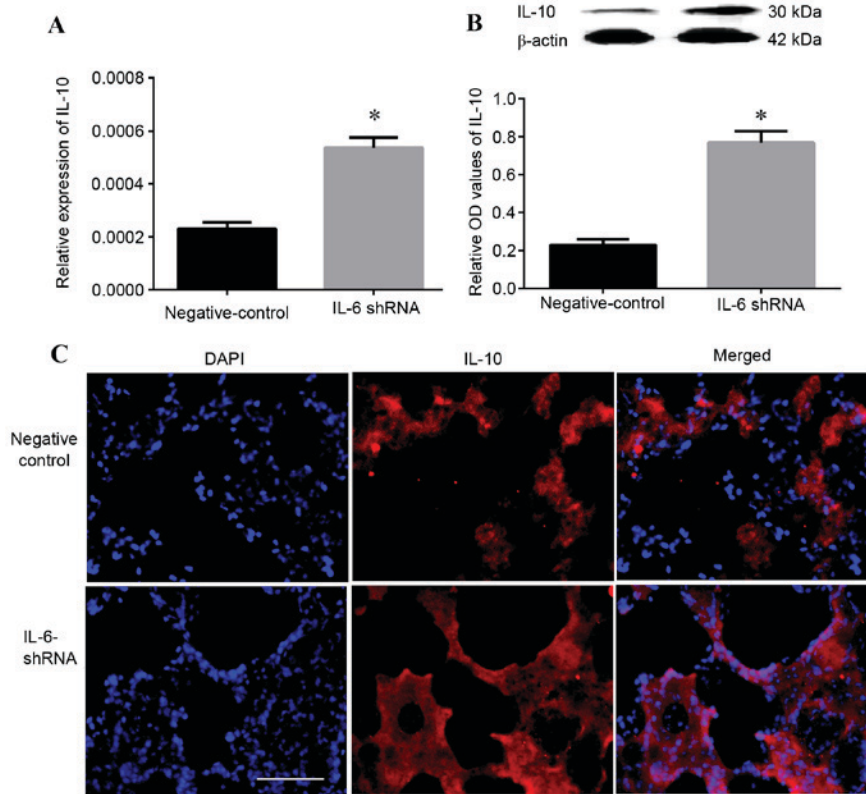 A
Relative expression of IL-10
0.0008
0.0006
0.0004
0.0002
0.0000
*
Negative-control
IL-6 shRNA
B
IL-10
30 kDa
β-actin
42 kDa
Relative OD values of IL-10
1.0
0.8
0.6
0.4
0.2
0.0
*
Negative-control
IL-6 shRNA
C
DAPI
IL-10
Merged
Negative
control
IL-6-
shRNA